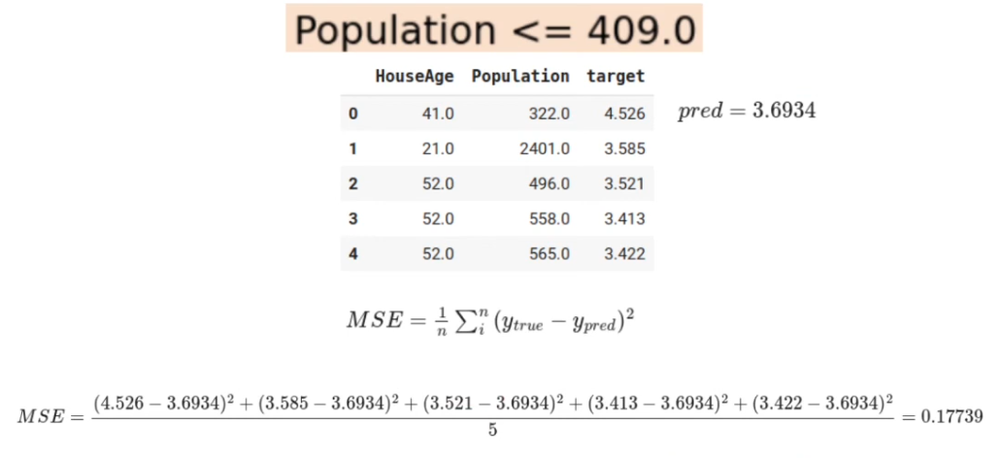 Population <= 409.0
HouseAge Population target
0 41.0 322.0 4.526
pred = 3.6934
1 21.0 2401.0 3.585
2 52.0 496.0 3.521
3 52.0 558.0 3.413
4 52.0 565.0 3.422
MSE = \frac{1}{n} \sum_{i}^{n} (y_{true} − y_{pred})^2
MSE = \frac{(4.526 − 3.6934)^2 + (3.585 − 3.6934)^2 + (3.521 − 3.6934)^2 + (3.413 − 3.6934)^2 + (3.422 − 3.6934)^2}{5} = 0.17739